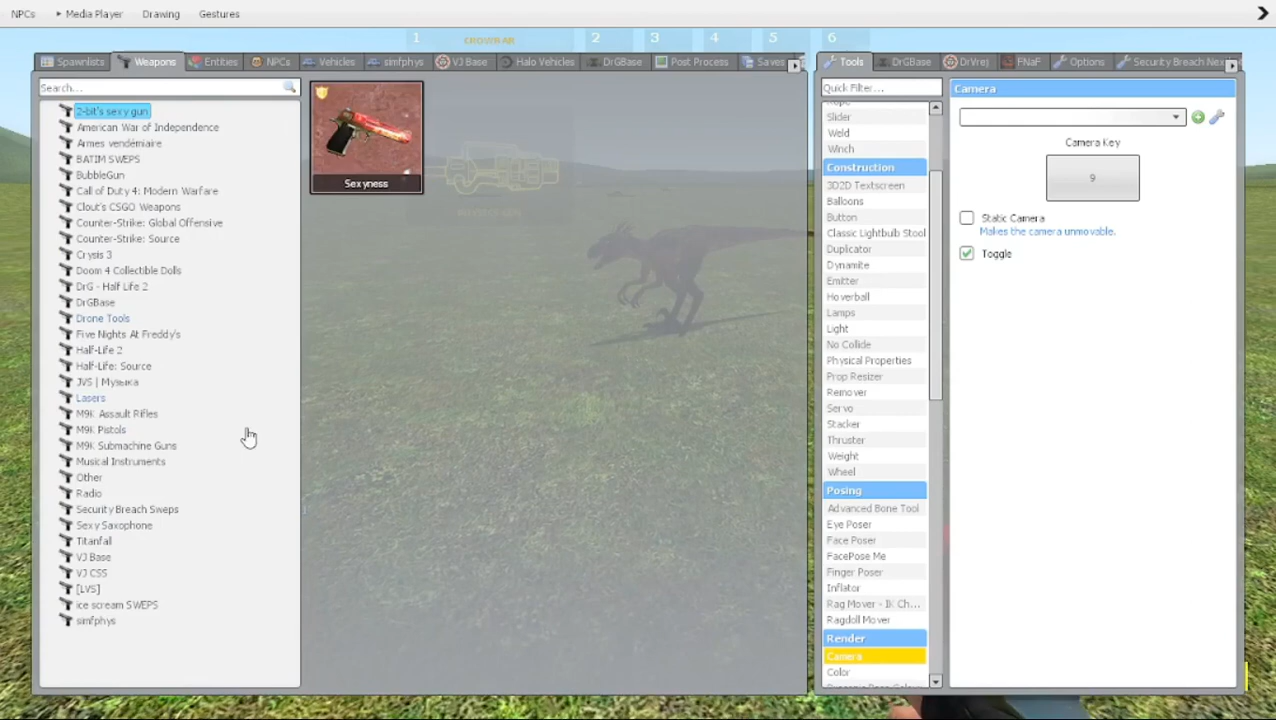 NPCs
Media Player
Drawing
Gestures
1
CROWBAR
2
3
4
5
6
Spawnlists
Weapons
Entities
NPCs
Vehicles
simfphys
VJ Base
Halo Vehicles
DrGBase
Post Process
Saves
Search...
2-bit's sexy gun
American War of Independence
Armes vendémiaire
BATIM SWEPS
BubbleGun
Call of Duty 4: Modern Warfare
Clout's CSGO Weapons
Counter-Strike: Global Offensive
Counter-Strike: Source
Crysis 3
Doom 4 Collectible Dolls
DrG - Half Life 2
DrGBase
Drone Tools
Five Nights At Freddy's
Half-Life 2
Half-Life: Source
JVS | Музыка
Lasers
M9K Assault Rifles
M9K Pistols
M9K Submachine Guns
Musical Instruments
Other
Radio
Security Breach Sweps
Sexy Saxophone
Titanfall
VJ Base
VJ CSS
[LVS]
ice scream SWEPS
simfphys
Sexyness
Tools
DrGBase
DrVrej
FNaF
Options
Security Breach Nex
Quick Filter...
Rope
Slider
Weld
Winch
Construction
3D2D Textscreen
Balloons
Button
Classic Lightbulb Stool
Duplicator
Dynamite
Emitter
Hoverball
Lamps
Light
No Collide
Physical Properties
Prop Resizer
Remover
Servo
Stacker
Thruster
Weight
Wheel
Posing
Advanced Bone Tool
Eye Poser
Face Poser
FacePose Me
Finger Poser
Inflator
Rag Mover - IK Ch...
Ragdoll Mover
Render
Camera
Color
Camera
Camera Key
9
Static Camera
Makes the camera unmovable.
Toggle